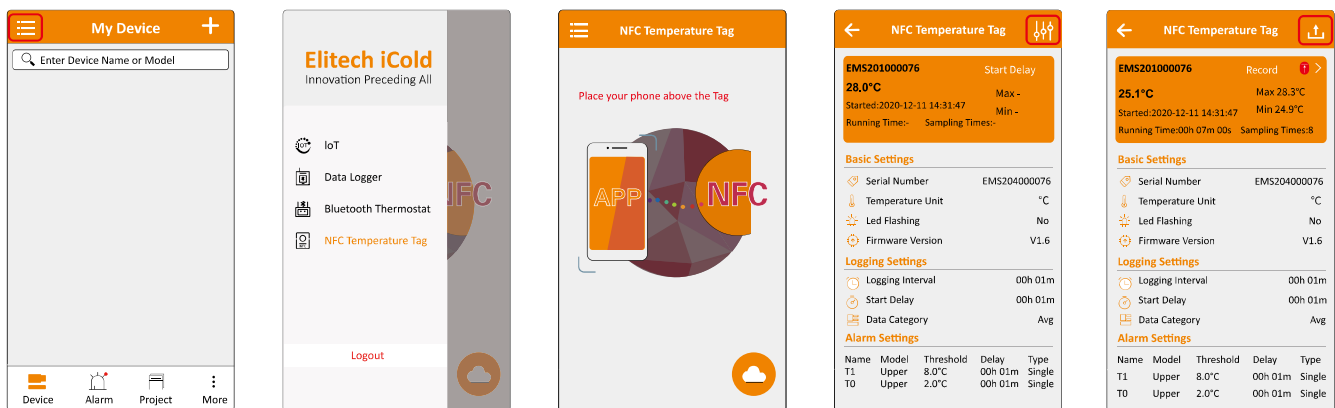 My Device
Enter Device Name or Model
Device Alarm Project More
Elitech iCold
Innovation Preceding All
IoT
Data Logger
Bluetooth Thermostat
NFC Temperature Tag
Logout
NFC
NFC Temperature Tag
Place your phone above the Tag
APP NFC
NFC Temperature Tag
EMS201000076 Start Delay
28.0°C Max -
Started:2020-12-11 14:31:47 Min -
Running Time:- Sampling Times:-
Basic Settings
Serial Number EMS204000076
Temperature Unit °C
Led Flashing No
Firmware Version V1.6
Logging Settings
Logging Interval 00h 01m
Start Delay 00h 01m
Data Category Avg
Alarm Settings
Name Model Threshold Delay Type
T1 Upper 8.0°C 00h 01m Single
T0 Upper 2.0°C 00h 01m Single
NFC Temperature Tag
EMS201000076 Record
25.1°C Max 28.3°C
Started:2020-12-11 14:31:47 Min 24.9°C
Running Time:00h 07m 00s Sampling Times:8
Basic Settings
Serial Number EMS204000076
Temperature Unit °C
Led Flashing No
Firmware Version V1.6
Logging Settings
Logging Interval 00h 01m
Start Delay 00h 01m
Data Category Avg
Alarm Settings
Name Model Threshold Delay Type
T1 Upper 8.0°C 00h 01m Single
T0 Upper 2.0°C 00h 01m Single